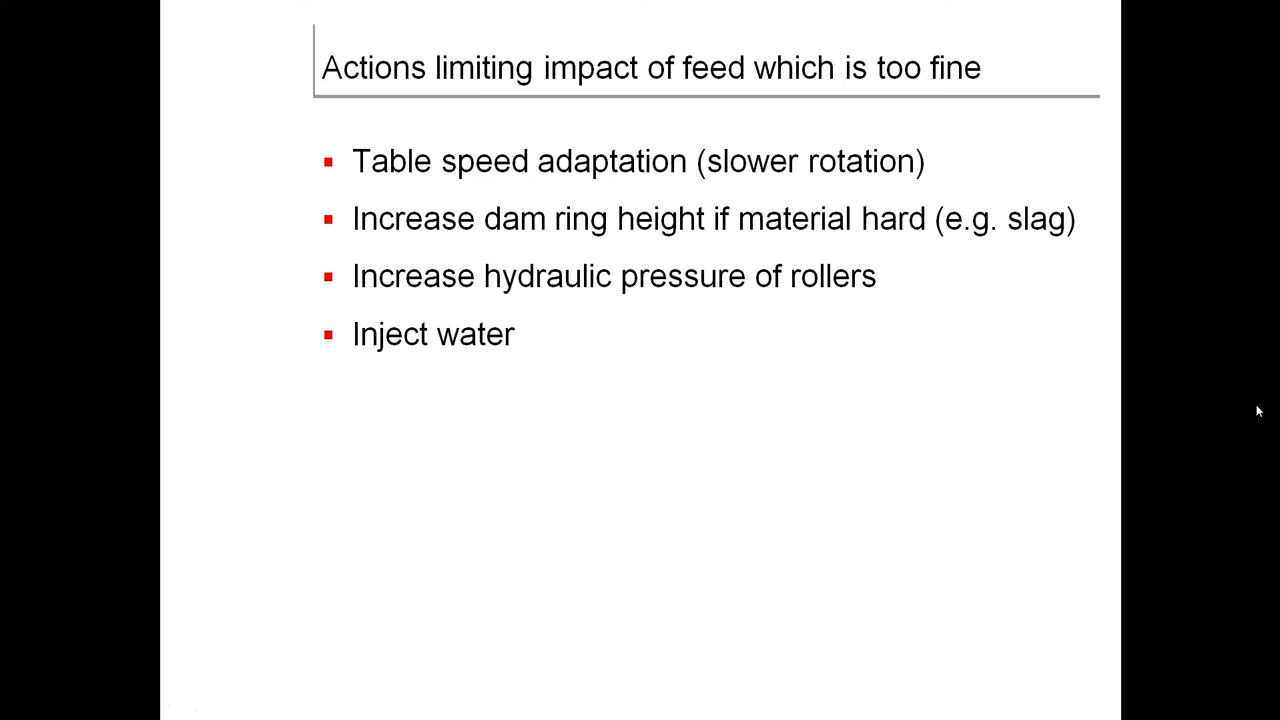 Actions limiting impact of feed which is too fine
Table speed adaptation (slower rotation)
Increase dam ring height if material hard (e.g. slag)
Increase hydraulic pressure of rollers
Inject water